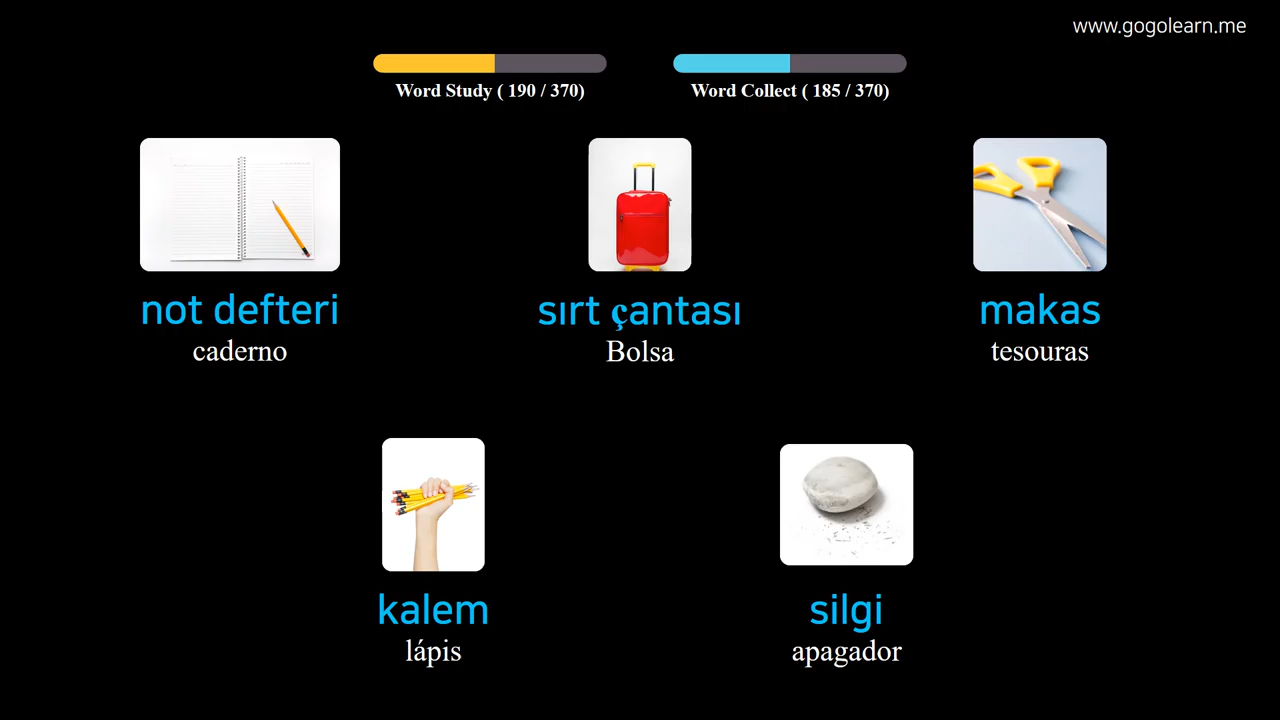 www.gogolearn.me
Word Study ( 190 / 370)
Word Collect ( 185 / 370)
not defteri
caderno
sırt çantası
Bolsa
makas
tesouras
kalem
lápis
silgi
apagador